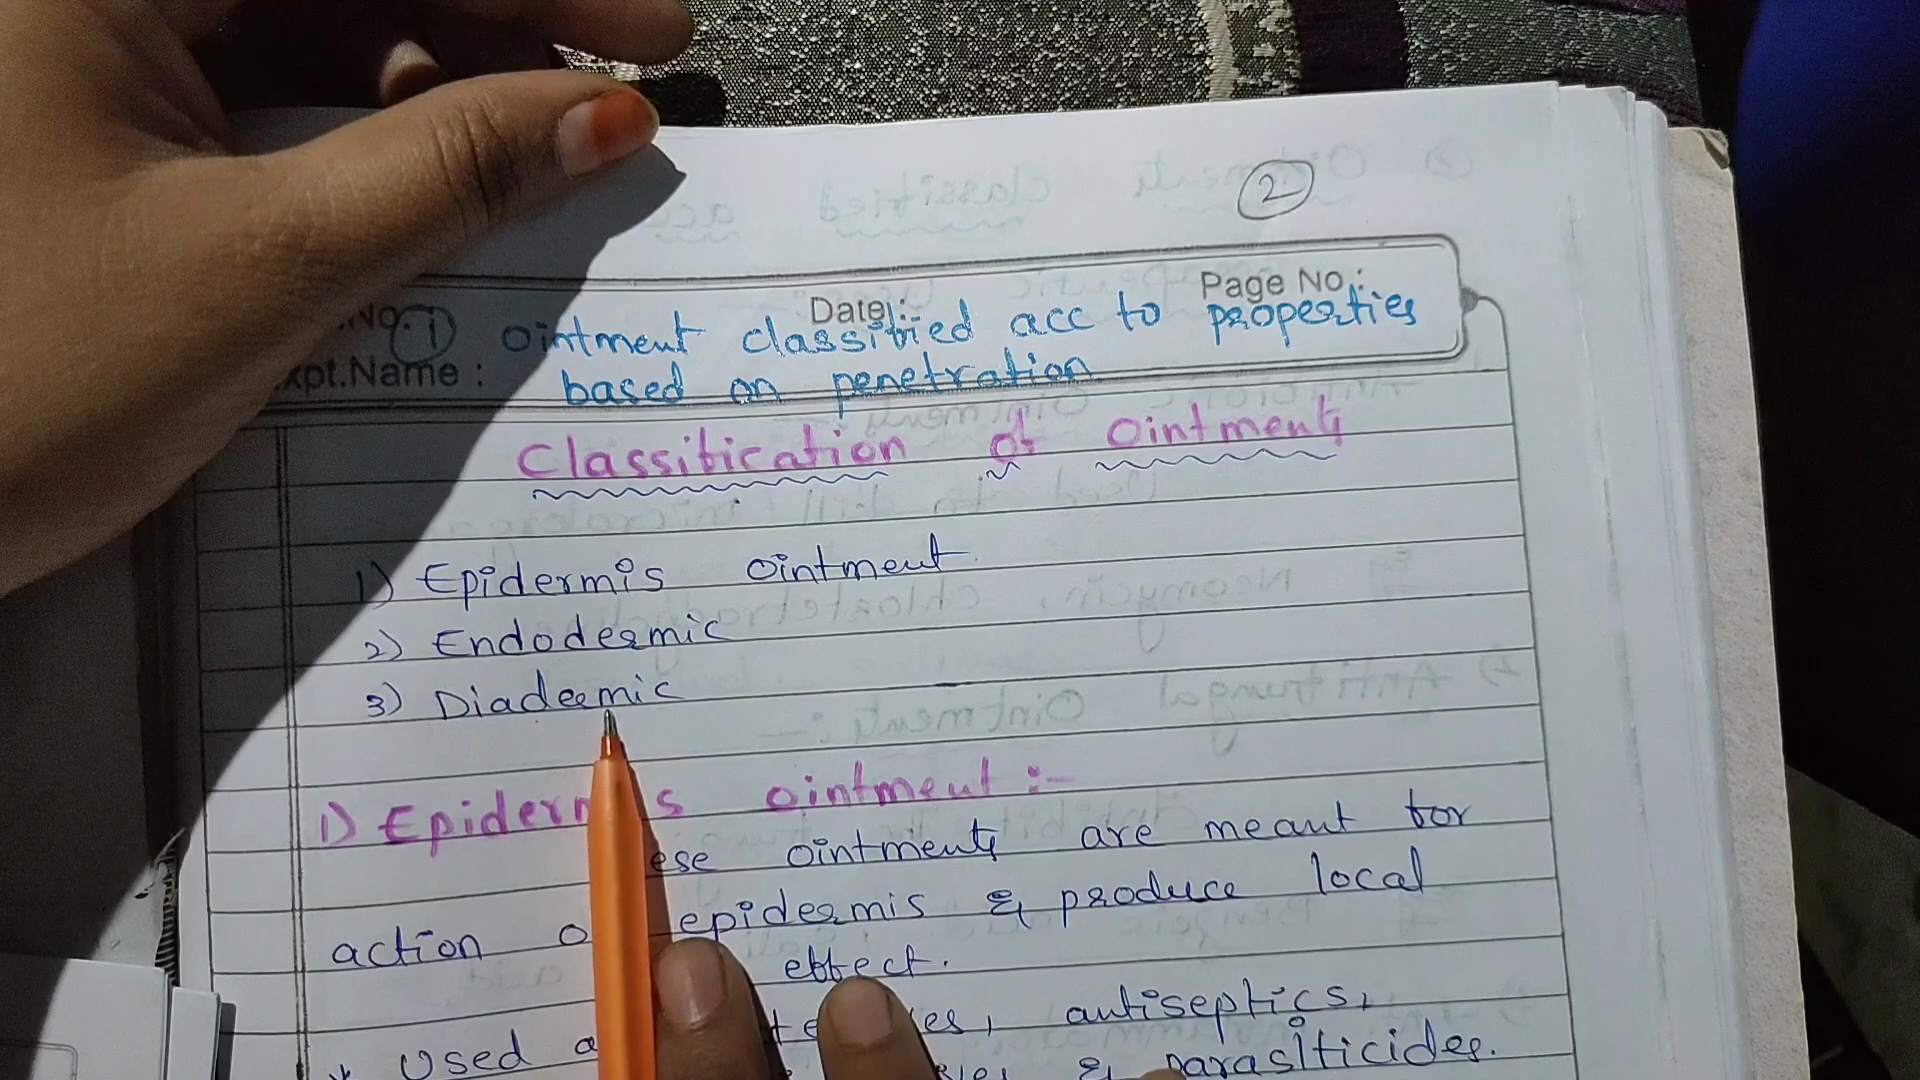 2
Date:
Page No.:
No. 1 Ointment classified acc to properties
Expt.Name : based on penetration
Classification of Ointments
1) Epidermis Ointment
2) Endodermic
3) Diadermic
1) Epidermis ointment :-
ese ointments are meant for
action epidermis & produce local
effect.
Used antiseptics,
& parasiticides.